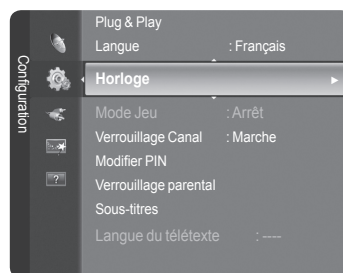 Configuration
Plug & Play
Langue : Français
Horloge
Mode Jeu : Arrêt
Verrouillage Canal : Marche
Modifier PIN
Verrouillage parental
Sous-titres
Langue du télétexte : ----